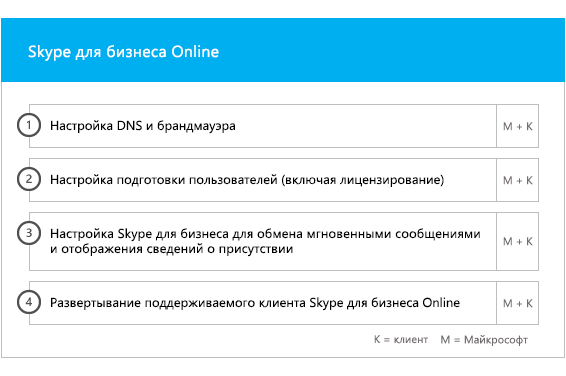 Skype для бизнеса Online
1 Настройка DNS и брандмауэра М + К
2 Настройка подготовки пользователей (включая лицензирование) М + К
3 Настройка Skype для бизнеса для обмена мгновенными сообщениями
и отображения сведений о присутствии М + К
4 Развертывание поддерживаемого клиента Skype для бизнеса Online М + К
К = клиент М = Майкрософт